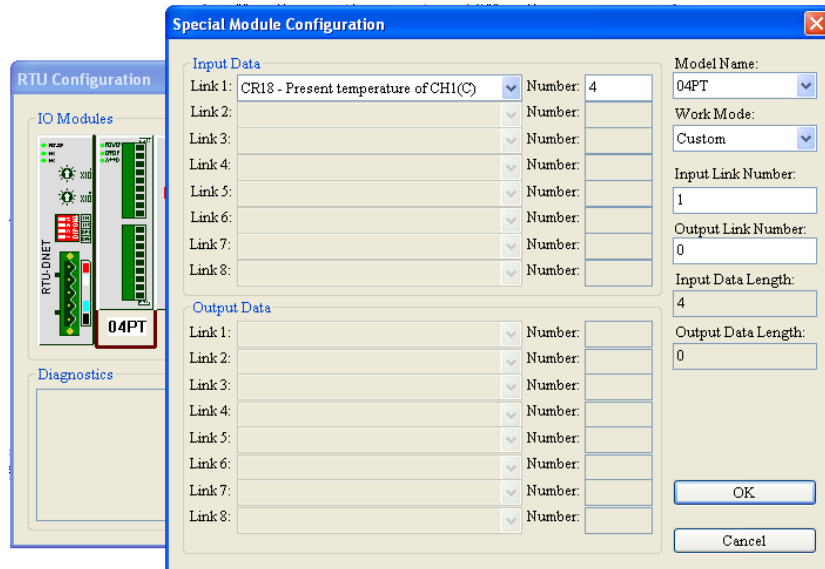 Special Module Configuration
RTU Configuration
IO Modules
X10
X10
RTU-DNET
04PT
Diagnostics
Input Data
Link 1: CR18 - Present temperature of CH1(C) Number: 4
Link 2: Number:
Link 3: Number:
Link 4: Number:
Link 5: Number:
Link 6: Number:
Link 7: Number:
Link 8: Number:
Output Data
Link 1: Number:
Link 2: Number:
Link 3: Number:
Link 4: Number:
Link 5: Number:
Link 6: Number:
Link 7: Number:
Link 8: Number:
Model Name:
04PT
Work Mode:
Custom
Input Link Number:
1
Output Link Number:
0
Input Data Length:
4
Output Data Length:
0
OK
Cancel